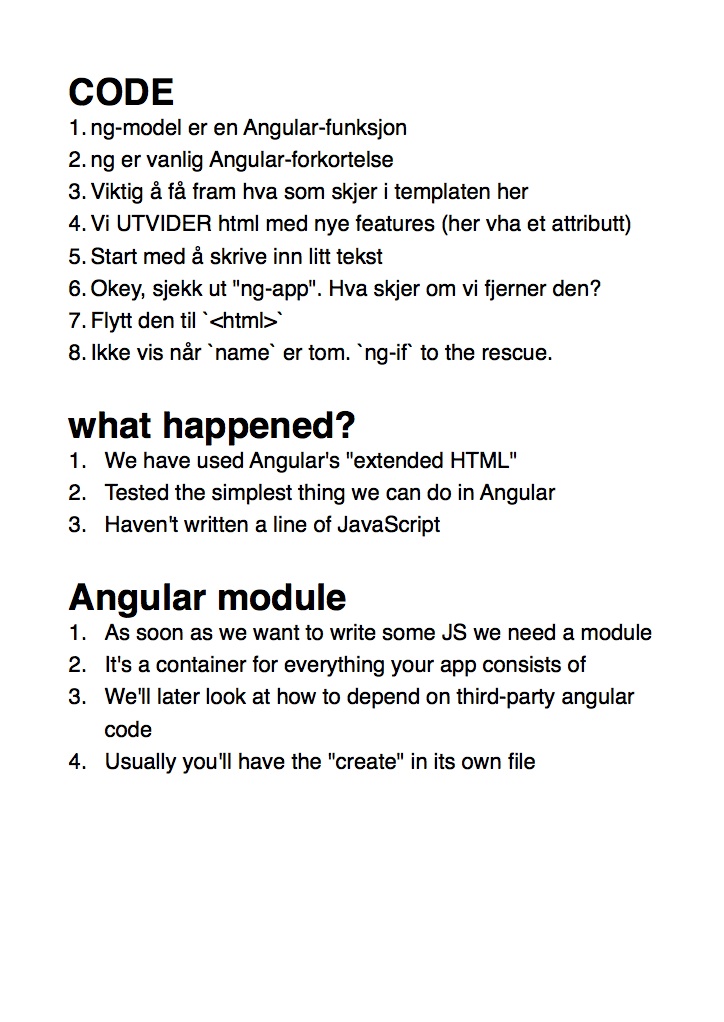 CODE
1. ng-model er en Angular-funksjon
2. ng er vanlig Angular-forkortelse
3. Viktig å få fram hva som skjer i templaten her
4. Vi UTVIDER html med nye features (her vha et attributt)
5. Start med å skrive inn litt tekst
6. Okey, sjekk ut "ng-app". Hva skjer om vi fjerner den?
7. Flytt den til `<html>`
8. Ikke vis når `name` er tom. `ng-if` to the rescue.
what happened?
1. We have used Angular's "extended HTML"
2. Tested the simplest thing we can do in Angular
3. Haven't written a line of JavaScript
Angular module
1. As soon as we want to write some JS we need a module
2. It's a container for everything your app consists of
3. We'll later look at how to depend on third-party angular
code
4. Usually you'll have the "create" in its own file